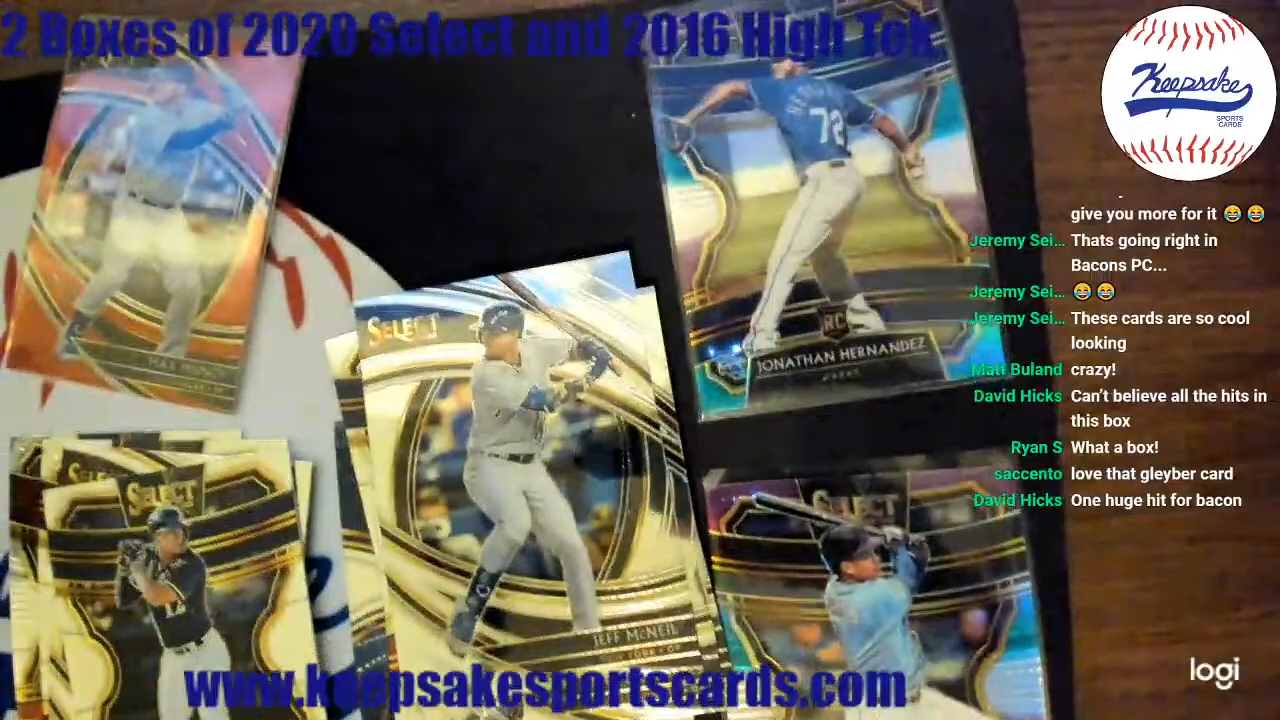 2 Boxes of 2020 Select and 2016 High Tek
Keepsake
SPORTS
CARDS
give you more for it 😂 😂
Jeremy Sei... Thats going right in
Bacons PC...
Jeremy Sei... 😂 😂
Jeremy Sei... These cards are so cool
looking
Matt Buland crazy!
David Hicks Can't believe all the hits in
this box
Ryan S What a box!
saccento love that gleyber card
David Hicks One huge hit for bacon
72
RC
JONATHAN HERNANDEZ
SELECT
JEFF McNEIL
SELECT
SELECT
12
SELECT
www.keepsakesportscards.com
logi